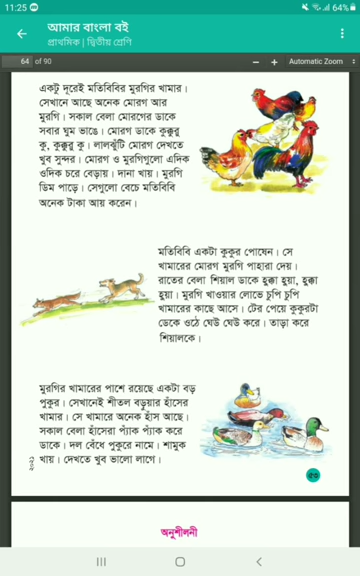 11:25
64%
আমার বাংলা বই
প্রাথমিক | দ্বিতীয় শ্রেণি
64 of 90
Automatic Zoom
একটু দূরেই মতিবিবির মুরগির খামার।
সেখানে আছে অনেক মোরগ আর
মুরগি। সকাল বেলা মোরগের ডাকে
সবার ঘুম ভাঙে। মোরগ ডাকে কুক্কুরু
কু, কুক্কুরু কু। লালঝুঁটি মোরগ দেখতে
খুব সুন্দর। মোরগ ও মুরগিগুলো এদিক
ওদিক চরে বেড়ায়। দানা খায়। মুরগি
ডিম পাড়ে। সেগুলো বেচে মতিবিবি
অনেক টাকা আয় করেন।
মতিবিবি একটা কুকুর পোষেন। সে
খামারের মোরগ মুরগি পাহারা দেয়।
রাতের বেলা শিয়াল ডাকে হুক্কা হুয়া, হুক্কা
হুয়া। মুরগি খাওয়ার লোভে চুপি চুপি
খামারের কাছে আসে। টের পেয়ে কুকুরটা
ডেকে ওঠে ঘেউ ঘেউ করে। তাড়া করে
শিয়ালকে।
মুরগির খামারের পাশে রয়েছে একটা বড়
পুকুর। সেখানেই শীতল বড়ুয়ার হাঁসের
খামার। সে খামারে অনেক হাঁস আছে।
সকাল বেলা হাঁসেরা প্যাঁক প্যাঁক করে
ডাকে। দল বেঁধে পুকুরে নামে। শামুক
খায়। দেখতে খুব ভালো লাগে।
২০২১
৫৩
অনুশীলনী